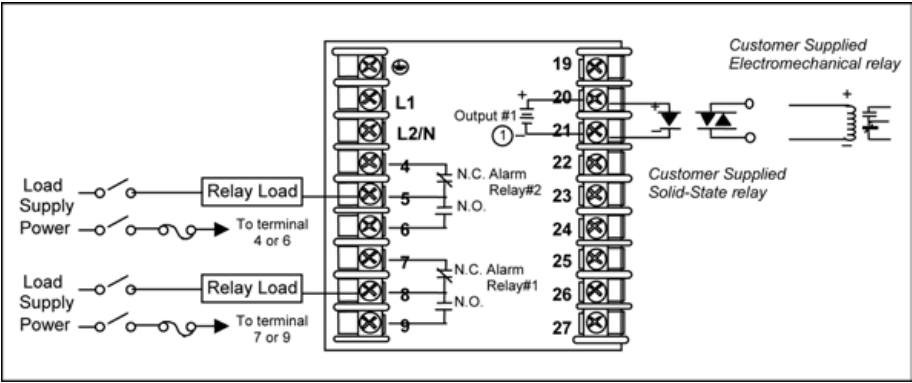 Customer Supplied
Electromechanical relay
19
L1
20
+
Output #1
1
−
21
L2/N
4
N.C. Alarm
Relay#2
22
Customer Supplied
Solid-State relay
+
−
+
−
Load
Supply
Power
Relay Load
5
N.O.
23
6
24
To terminal
4 or 6
7
N.C. Alarm
Relay#1
25
Load
Supply
Power
Relay Load
8
N.O.
26
9
27
To terminal
7 or 9